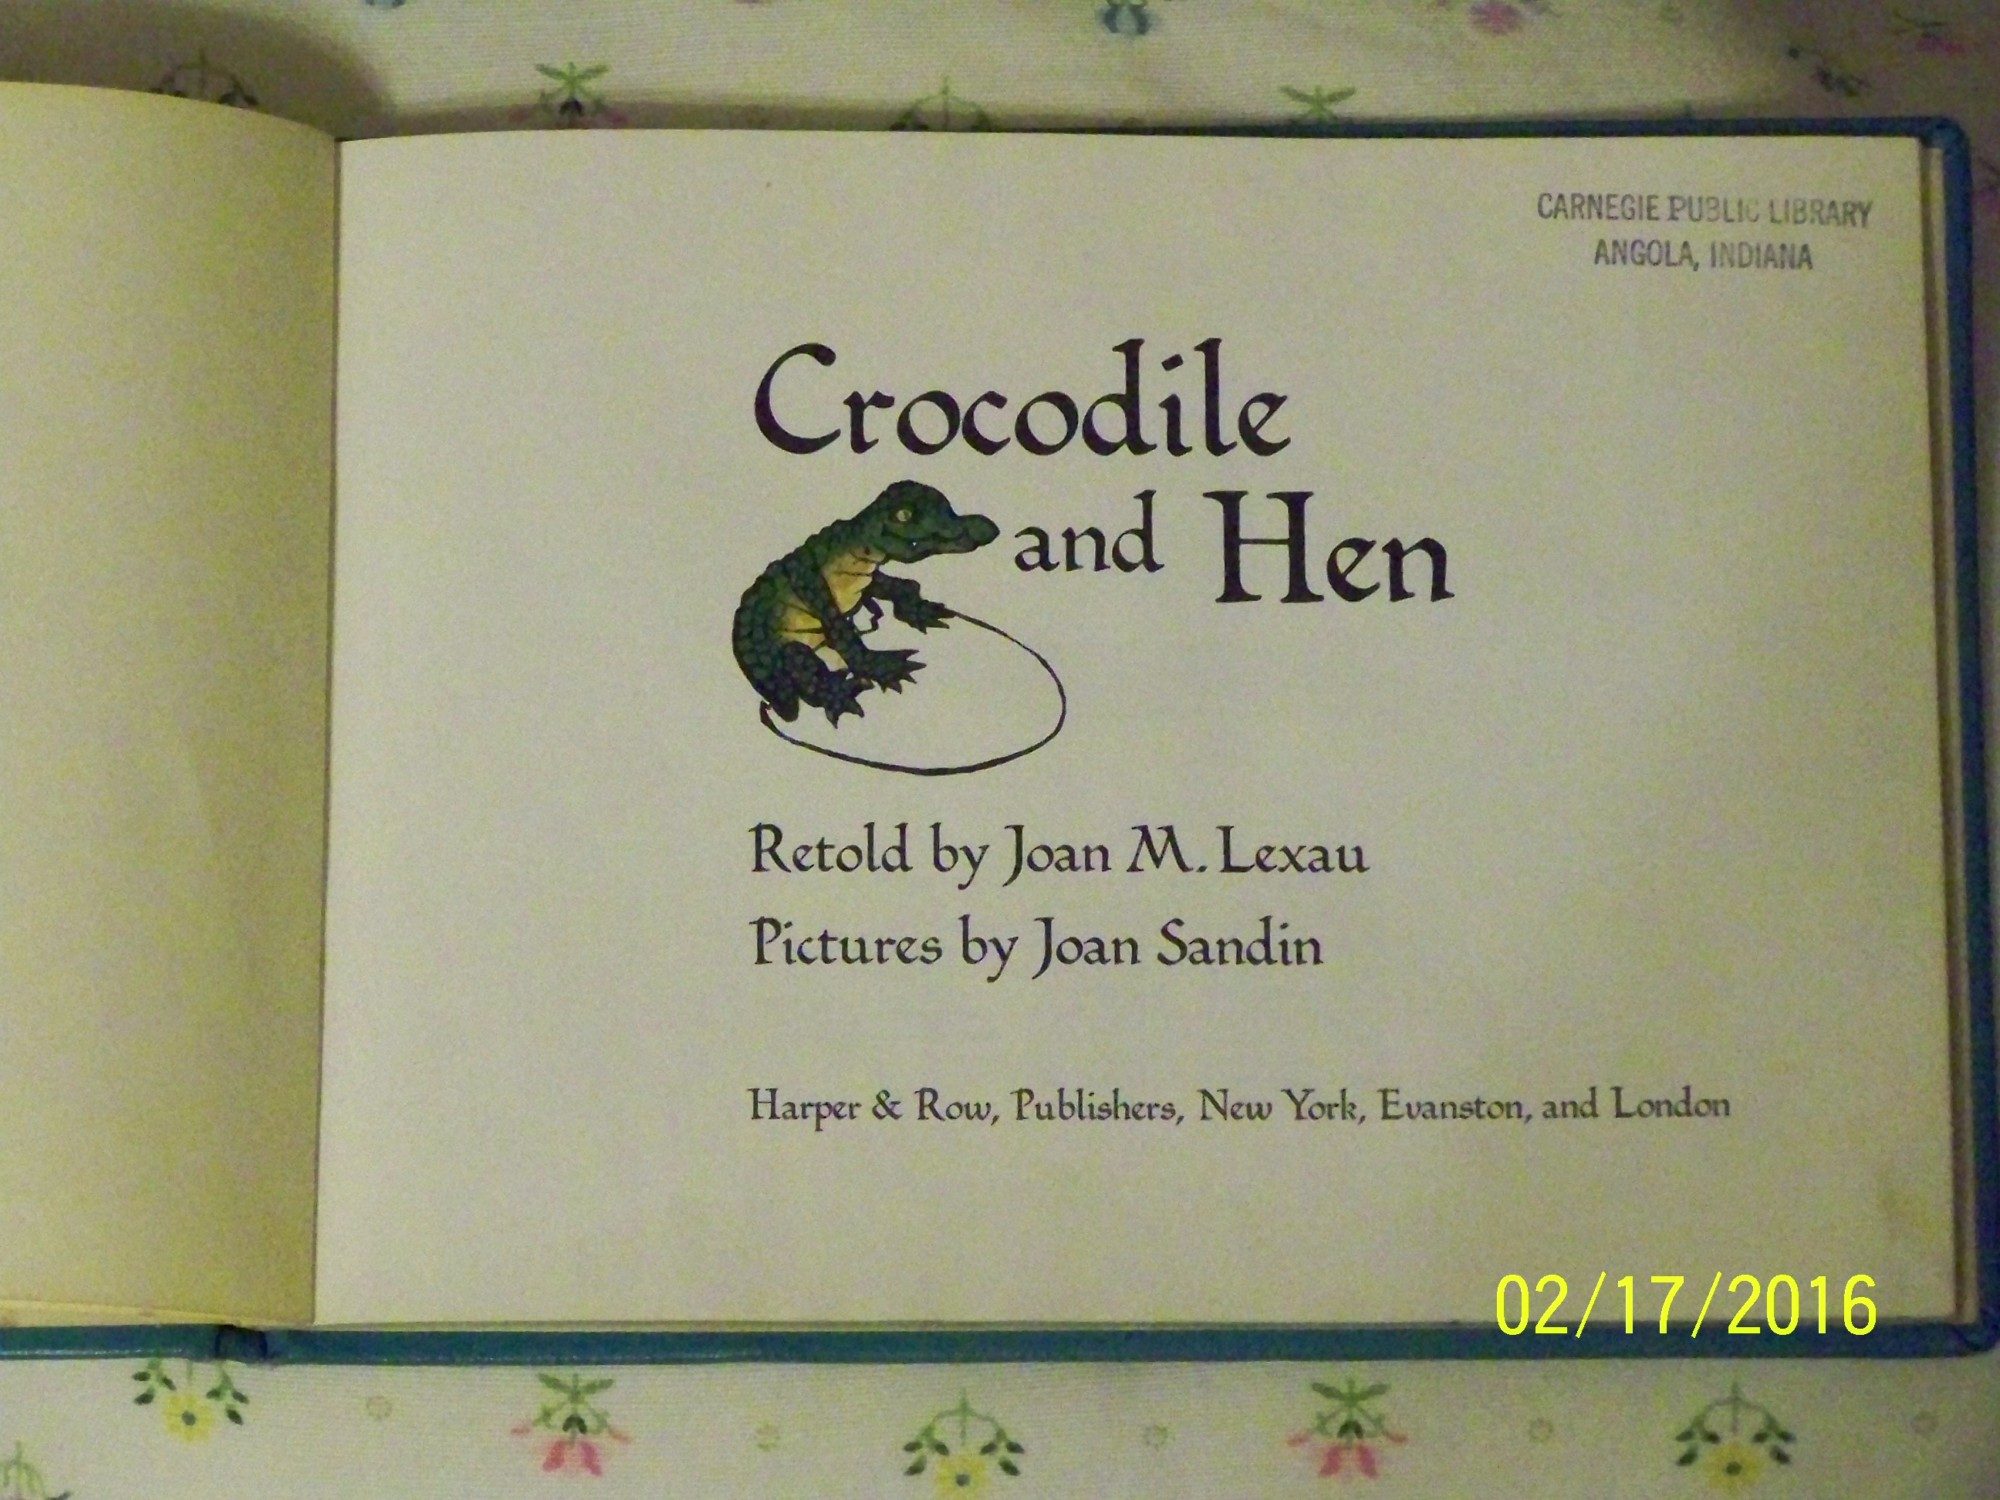 CARNEGIE PUBLIC LIBRARY
ANGOLA, INDIANA
Crocodile
and Hen
Retold by Joan M. Lexau
Pictures by Joan Sandin
Harper & Row, Publishers, New York, Evanston, and London
02/17/2016